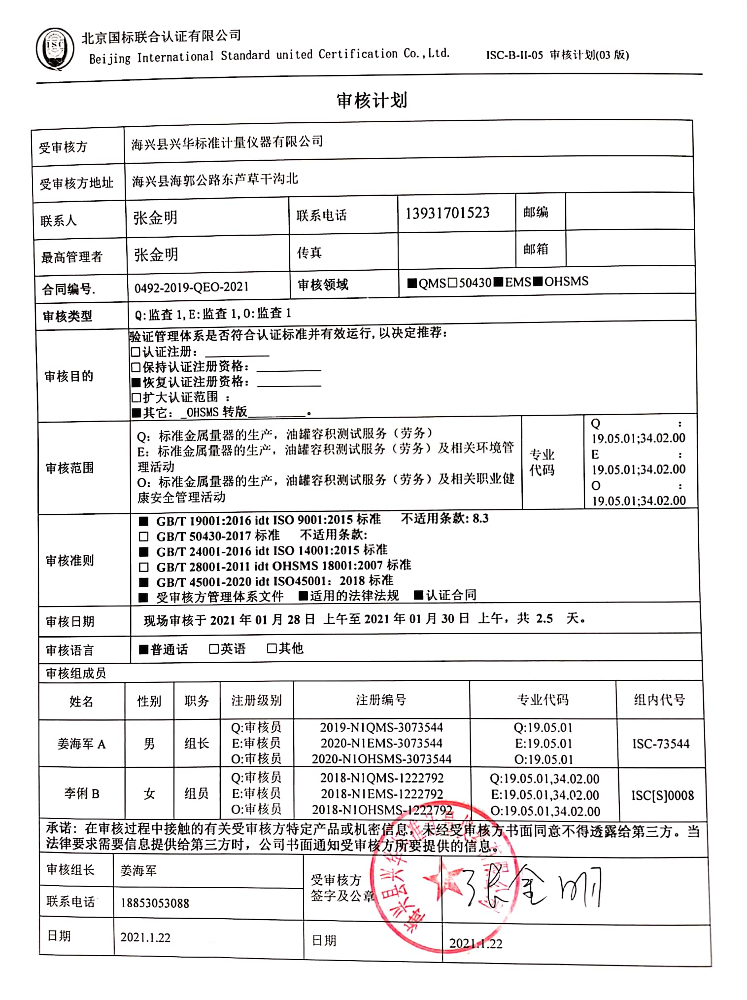 ISC
北京国标联合认证有限公司
Beijing International Standard united Certification Co.,Ltd. ISC-B-II-05 审核计划(03 版)
审核计划
受审核方 海兴县兴华标准计量仪器有限公司
受审核方地址 海兴县海郭公路东芦草干沟北
联系人 张金明 联系电话 13931701523 邮编
最高管理者 张金明 传真 邮箱
合同编号. 0492-2019-QEO-2021 审核领域 ■QMS□50430■EMS■OHSMS
审核类型 Q:监查 1,E:监查 1,O:监查 1
审核目的
验证管理体系是否符合认证标准并有效运行,以决定推荐:
□认证注册: __________
□保持认证注册资格: __________
■恢复认证注册资格: __________
□扩大认证范围 :
■其它: _OHSMS 转版_________。
审核范围
Q: 标准金属量器的生产，油罐容积测试服务（劳务）
E: 标准金属量器的生产，油罐容积测试服务（劳务）及相关环境管
理活动
O: 标准金属量器的生产，油罐容积测试服务（劳务）及相关职业健
康安全管理活动
专业
代码
Q :
19.05.01;34.02.00
E :
19.05.01;34.02.00
O :
19.05.01;34.02.00
审核准则
■ GB/T 19001:2016 idt ISO 9001:2015 标准 不适用条款: 8.3
□ GB/T 50430-2017 标准 不适用条款:
■ GB/T 24001-2016 idt ISO 14001:2015 标准
□ GB/T 28001-2011 idt OHSMS 18001:2007 标准
■ GB/T 45001-2020 idt ISO45001：2018 标准
■ 受审核方管理体系文件 ■适用的法律法规 ■认证合同
审核日期 现场审核于 2021 年 01 月 28 日 上午至 2021 年 01 月 30 日 上午，共 2.5 天。
审核语言 ■普通话 □英语 □其他
审核组成员
姓名 性别 职务 注册级别 注册编号 专业代码 组内代号
姜海军 A 男 组长
Q:审核员 2019-N1QMS-3073544 Q:19.05.01
E:审核员 2020-N1EMS-3073544 E:19.05.01
O:审核员 2020-N1OHSMS-3073544 O:19.05.01
ISC-73544
李俐 B 女 组员
Q:审核员 2018-N1QMS-1222792 Q:19.05.01,34.02.00
E:审核员 2018-N1EMS-1222792 E:19.05.01,34.02.00
O:审核员 2018-N1OHSMS-1222792 O:19.05.01,34.02.00
ISC[S]0008
承诺: 在审核过程中接触的有关受审核方特定产品或机密信息，未经受审核方书面同意不得透露给第三方。当
法律要求需要信息提供给第三方时，公司书面通知受审核方所要提供的信息。
审核组长 姜海军
联系电话 18853053088
日期 2021.1.22
受审核方
签字及公章
张金明
海兴县兴华标准计量仪器有限公司
日期 2021.1.22